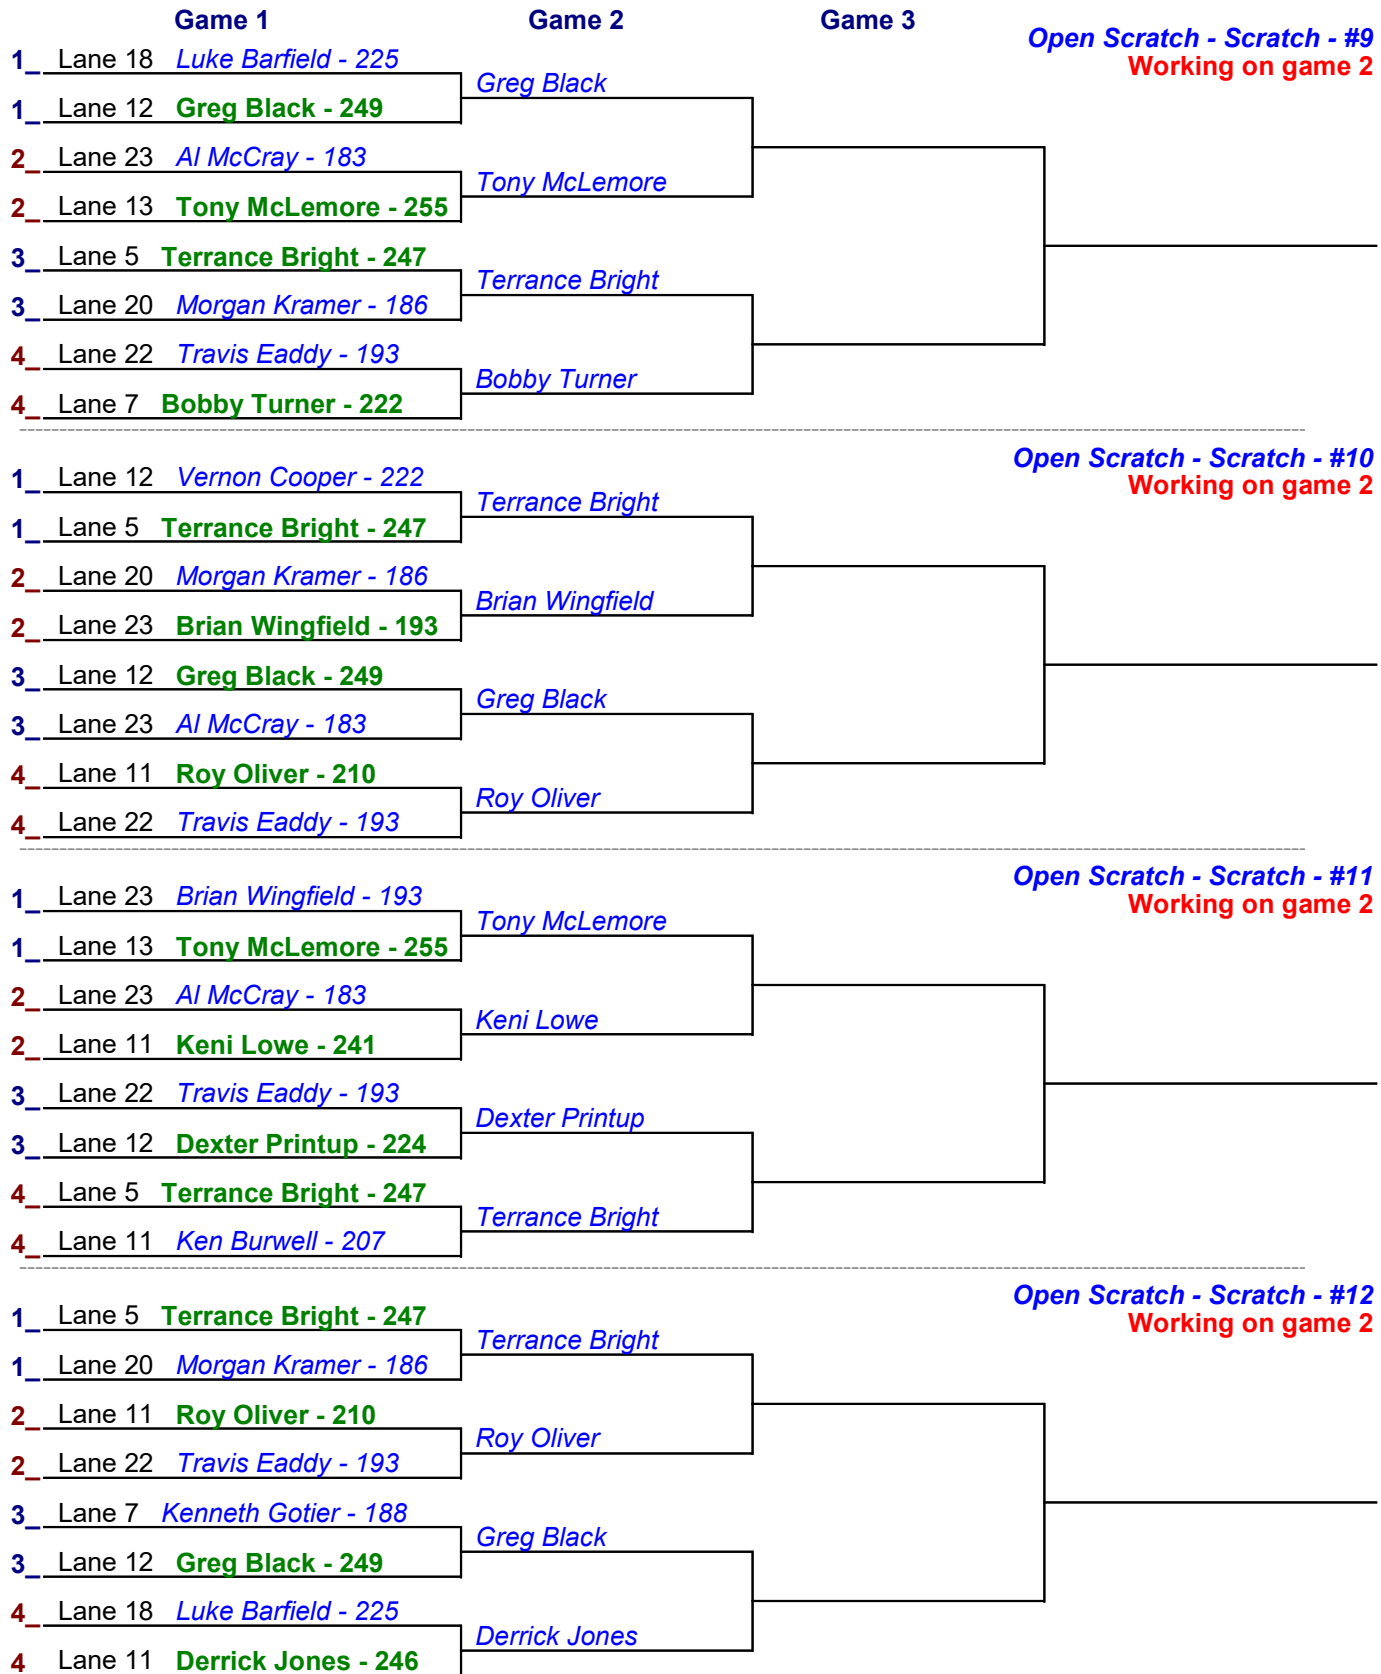 Game 1 Game 2 Game 3
Open Scratch - Scratch - #9
Working on game 2
1_ Lane 18 Luke Barfield - 225
Greg Black
1_ Lane 12 Greg Black - 249
2_ Lane 23 Al McCray - 183
Tony McLemore
2_ Lane 13 Tony McLemore - 255
3_ Lane 5 Terrance Bright - 247
Terrance Bright
3_ Lane 20 Morgan Kramer - 186
4_ Lane 22 Travis Eaddy - 193
Bobby Turner
4_ Lane 7 Bobby Turner - 222
Open Scratch - Scratch - #10
Working on game 2
1_ Lane 12 Vernon Cooper - 222
Terrance Bright
1_ Lane 5 Terrance Bright - 247
2_ Lane 20 Morgan Kramer - 186
Brian Wingfield
2_ Lane 23 Brian Wingfield - 193
3_ Lane 12 Greg Black - 249
Greg Black
3_ Lane 23 Al McCray - 183
4_ Lane 11 Roy Oliver - 210
Roy Oliver
4_ Lane 22 Travis Eaddy - 193
Open Scratch - Scratch - #11
Working on game 2
1_ Lane 23 Brian Wingfield - 193
Tony McLemore
1_ Lane 13 Tony McLemore - 255
2_ Lane 23 Al McCray - 183
Keni Lowe
2_ Lane 11 Keni Lowe - 241
3_ Lane 22 Travis Eaddy - 193
Dexter Printup
3_ Lane 12 Dexter Printup - 224
4_ Lane 5 Terrance Bright - 247
Terrance Bright
4_ Lane 11 Ken Burwell - 207
Open Scratch - Scratch - #12
Working on game 2
1_ Lane 5 Terrance Bright - 247
Terrance Bright
1_ Lane 20 Morgan Kramer - 186
2_ Lane 11 Roy Oliver - 210
Roy Oliver
2_ Lane 22 Travis Eaddy - 193
3_ Lane 7 Kenneth Gotier - 188
Greg Black
3_ Lane 12 Greg Black - 249
4_ Lane 18 Luke Barfield - 225
Derrick Jones
4 Lane 11 Derrick Jones - 246